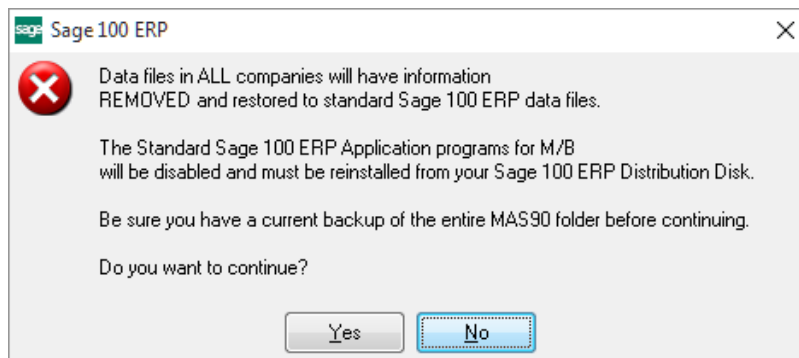 sage Sage 100 ERP
Data files in ALL companies will have information
REMOVED and restored to standard Sage 100 ERP data files.
The Standard Sage 100 ERP Application programs for M/B
will be disabled and must be reinstalled from your Sage 100 ERP Distribution Disk.
Be sure you have a current backup of the entire MAS90 folder before continuing.
Do you want to continue?
Yes No